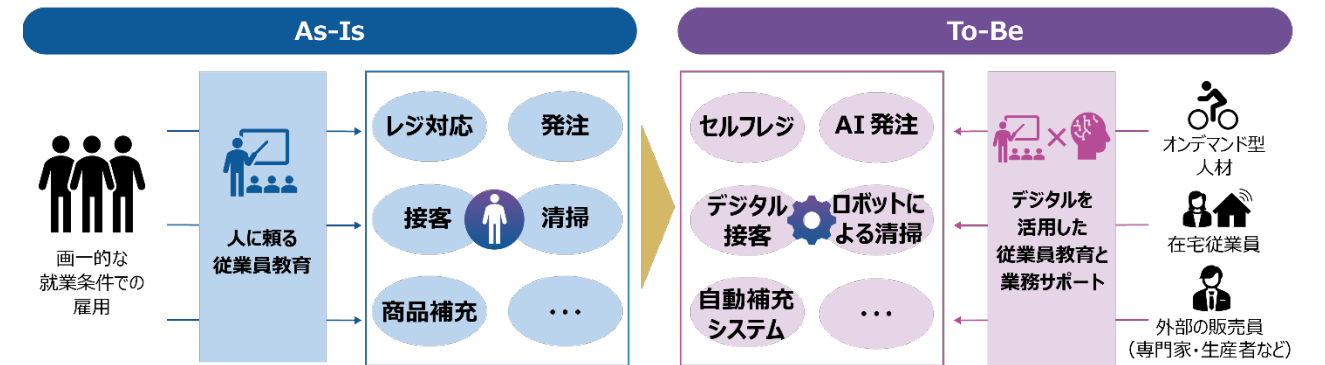 As-Is
To-Be
画一的な
就業条件での
雇用
人に頼る
従業員教育
レジ対応
発注
接客
清掃
商品補充
・・・
セルフレジ
AI 発注
デジタル
接客
ロボットに
よる清掃
自動補充
システム
・・・
デジタルを
活用した
従業員教育と
業務サポート
オンデマンド型
人材
在宅従業員
外部の販売員
（専門家・生産者など）